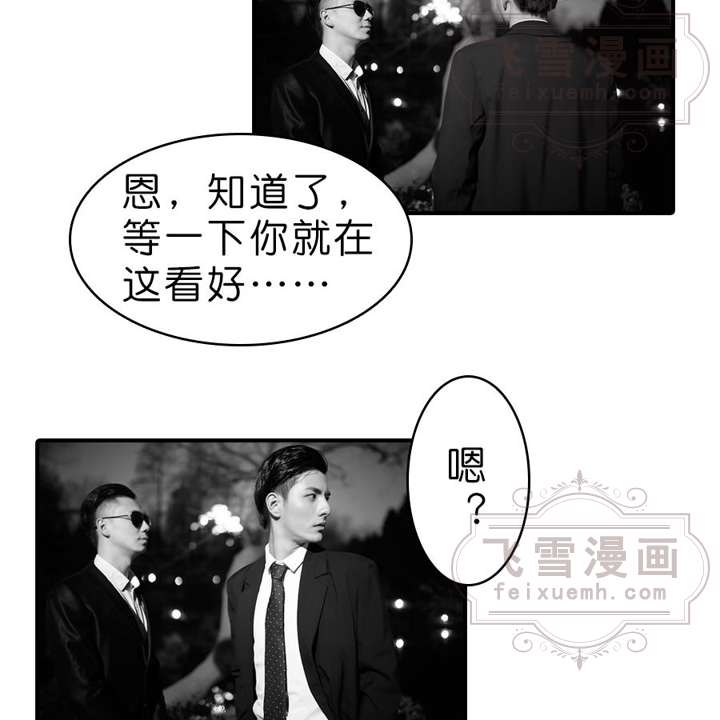 飞雪漫画
feixuemh.com
恩，知道了，
等一下你就在
这看好……
嗯
？
飞雪漫画
feixuemh.com